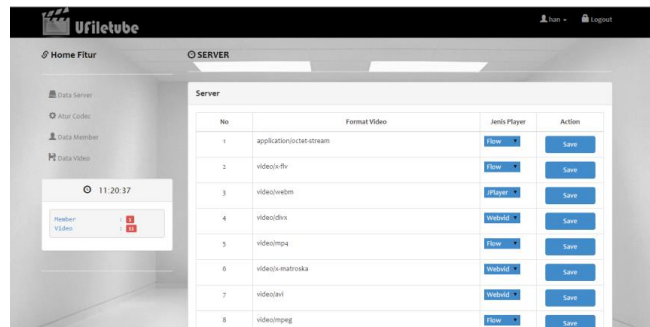 UFiletube
han
Logout
Home Fitur
SERVER
Data Server
Atur Codec
Data Member
Data Video
11:20:37
Member : 1
Video : 11
Server
No Format Video Jenis Player Action
1 application/octet-stream Flow Save
2 video/x-flv Flow Save
3 video/webm JPlayer Save
4 video/divx Webvid Save
5 video/mp4 Flow Save
6 video/x-matroska Webvid Save
7 video/avi Webvid Save
8 video/mpeg Flow Save